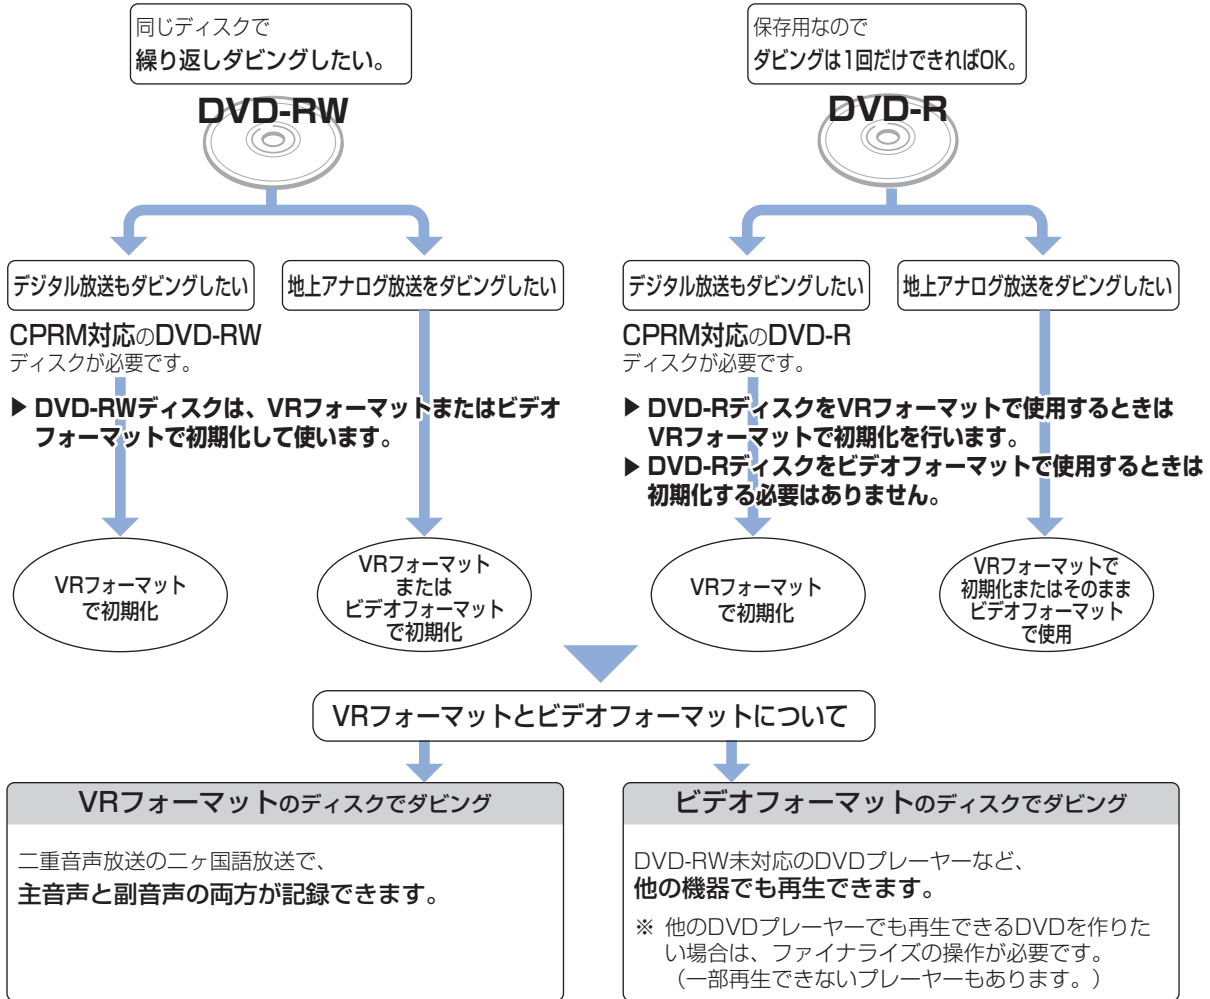 同じディスクで
繰り返しダビングしたい。
DVD-RW
デジタル放送もダビングしたい
地上アナログ放送をダビングしたい
CPRM対応のDVD-RW
ディスクが必要です。
▶ DVD-RWディスクは、VRフォーマットまたはビデオ
フォーマットで初期化して使います。
VRフォーマット
で初期化
VRフォーマット
または
ビデオフォーマット
で初期化
保存用なので
ダビングは1回だけできればOK。
DVD-R
デジタル放送もダビングしたい
地上アナログ放送をダビングしたい
CPRM対応のDVD-R
ディスクが必要です。
▶ DVD-RディスクをVRフォーマットで使用するときは
VRフォーマットで初期化を行います。
▶ DVD-Rディスクをビデオフォーマットで使用するときは
初期化する必要はありません。
VRフォーマット
で初期化
VRフォーマットで
初期化またはそのまま
ビデオフォーマット
で使用
VRフォーマットとビデオフォーマットについて
VRフォーマットのディスクでダビング
二重音声放送の二ヶ国語放送で、
主音声と副音声の両方が記録できます。
ビデオフォーマットのディスクでダビング
DVD-RW未対応のDVDプレーヤーなど、
他の機器でも再生できます。
※ 他のDVDプレーヤーでも再生できるDVDを作りた
い場合は、ファイナライズの操作が必要です。
（一部再生できないプレーヤーもあります。）